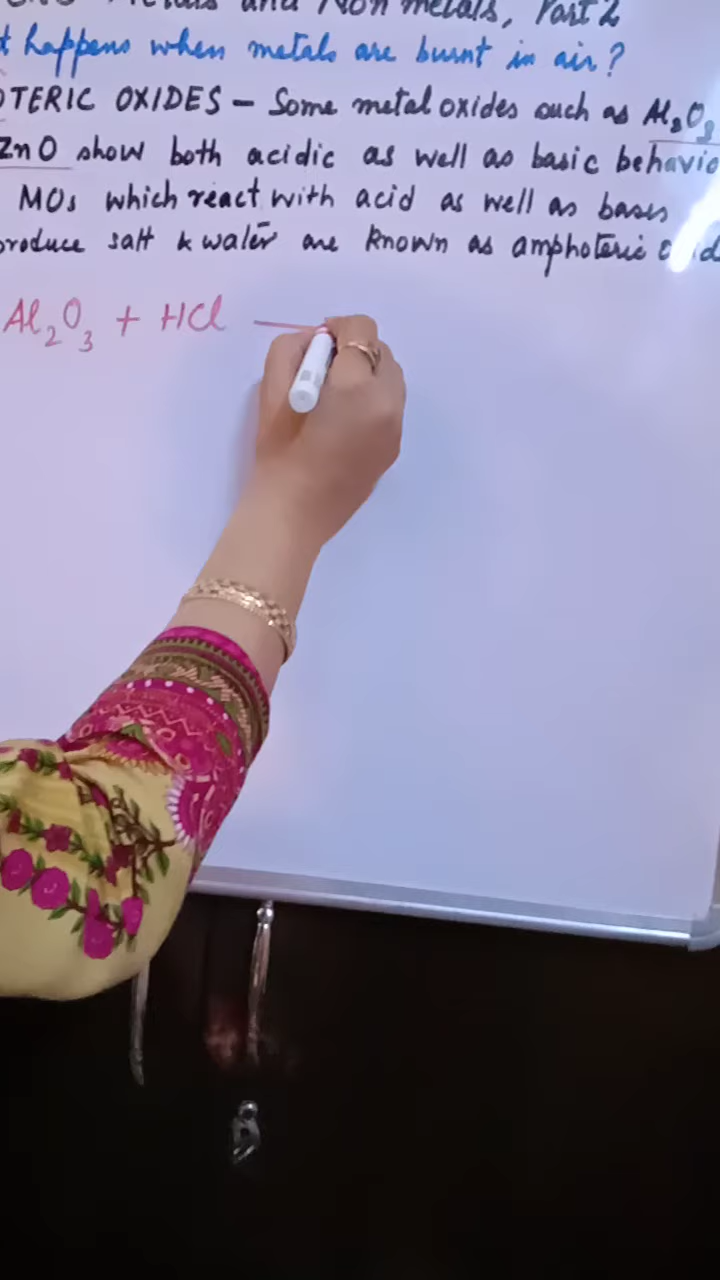 Metals and Non metals, Part 2
happens when metals are burnt in air?
OTERIC OXIDES – Some metal oxides such as Al2O3
ZnO show both acidic as well as basic behavio
MOs which react with acid as well as bases
produce salt & water are known as amphoteric
Al2O3 + HCl —